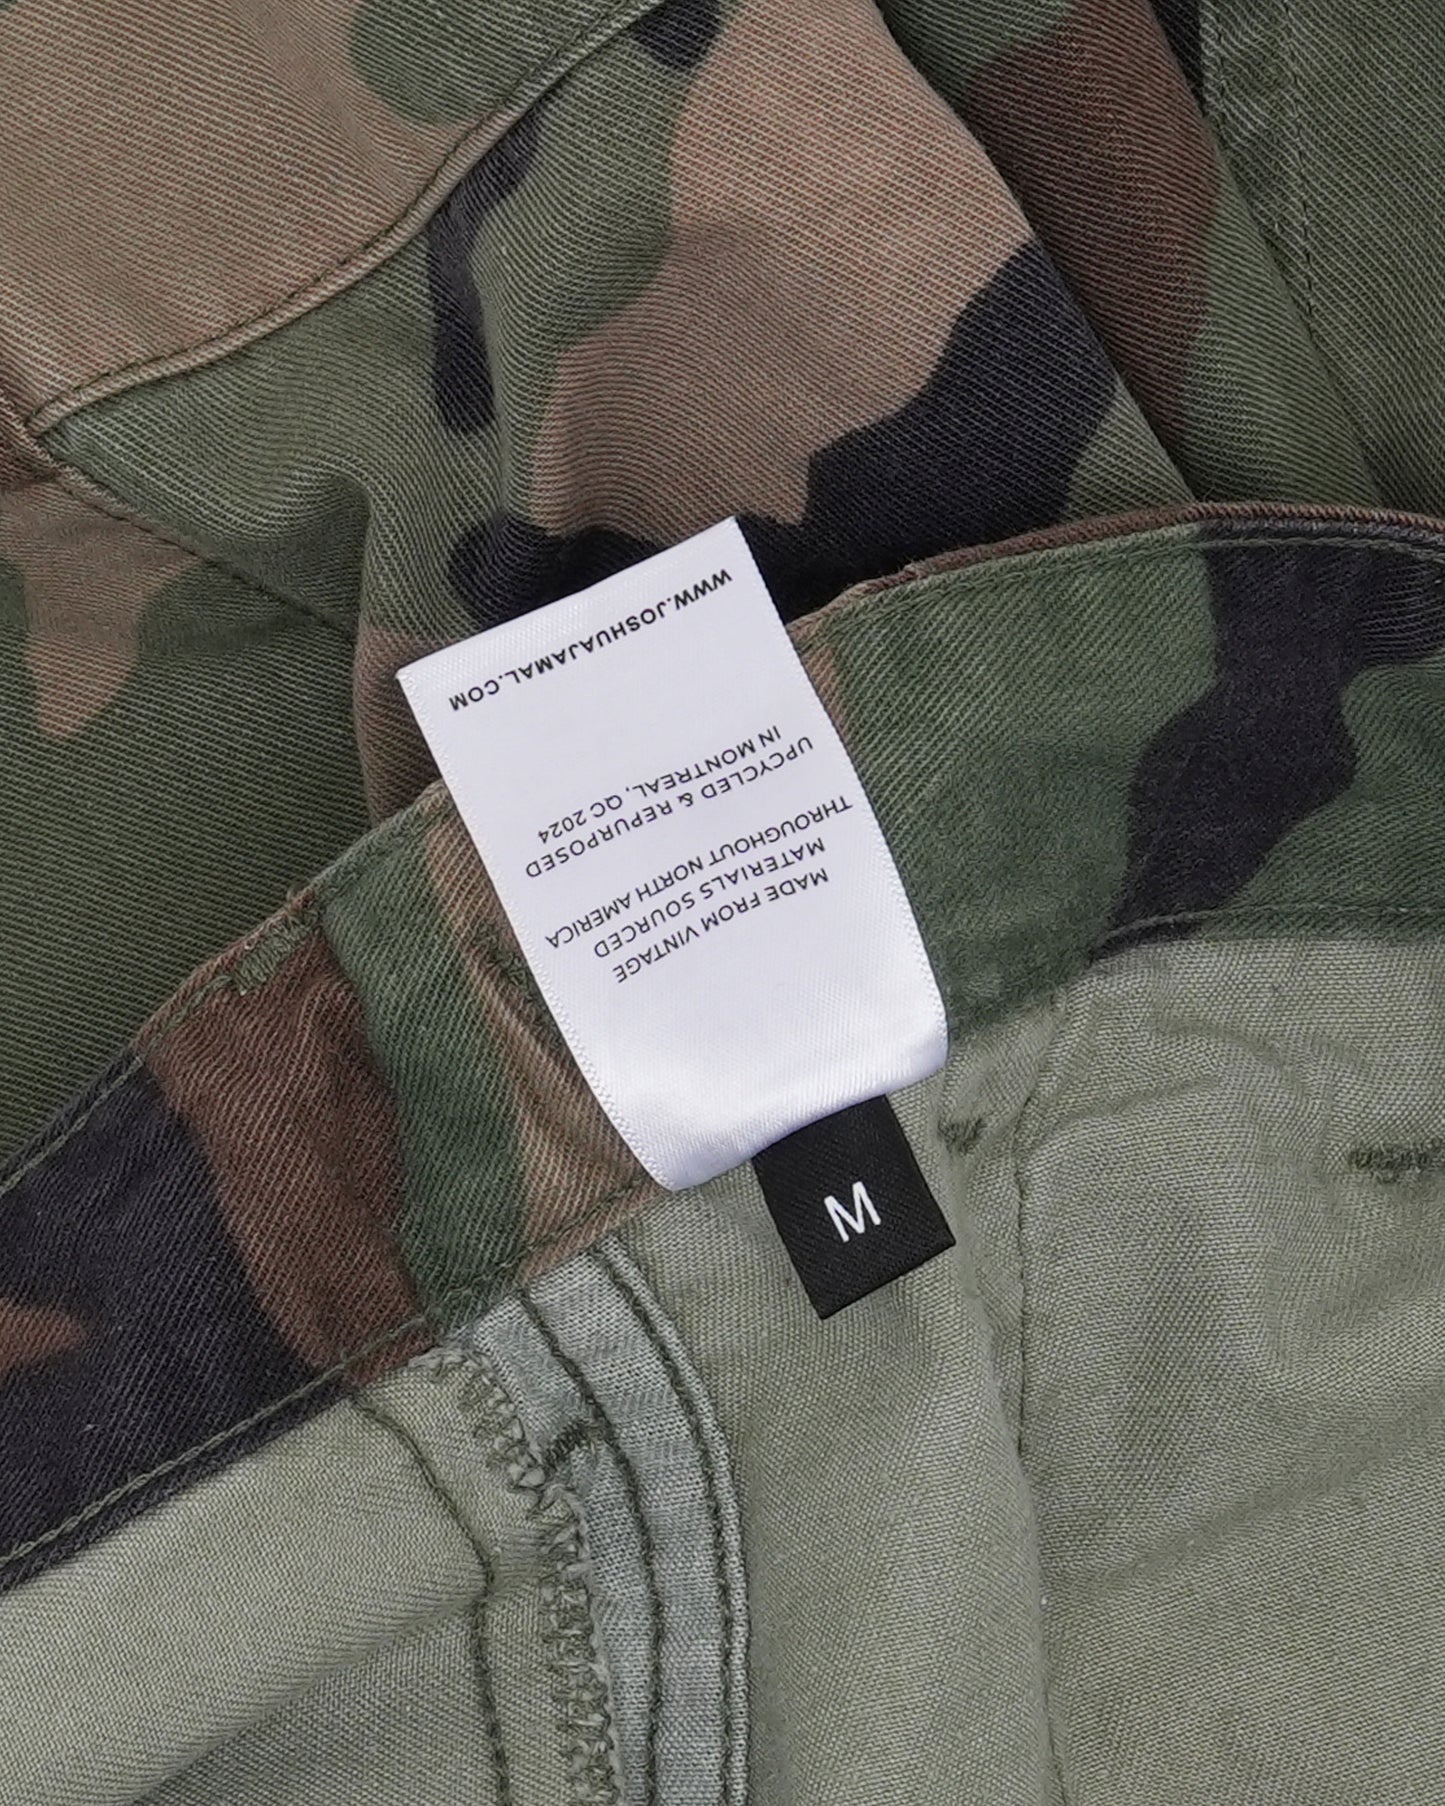 MADE FROM VINTAGE
MATERIALS SOURCED
THROUGHOUT NORTH AMERICA
UPCYCLED & REPURPOSED
IN MONTREAL, QC 2024
WWW.JOSHUAJAMAL.COM
M